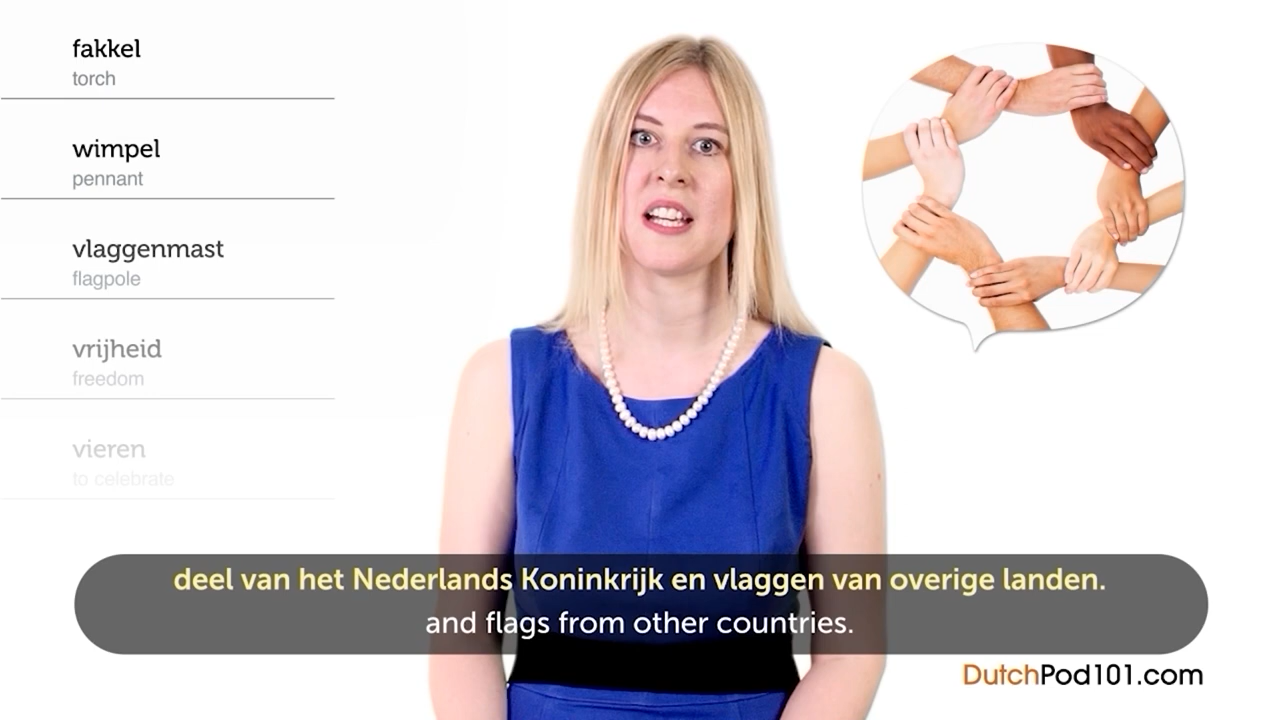 fakkel
torch
wimpel
pennant
vlaggenmast
flagpole
vrijheid
freedom
vieren
to celebrate
deel van het Nederlands Koninkrijk en vlaggen van overige landen.
and flags from other countries.
DutchPod101.com